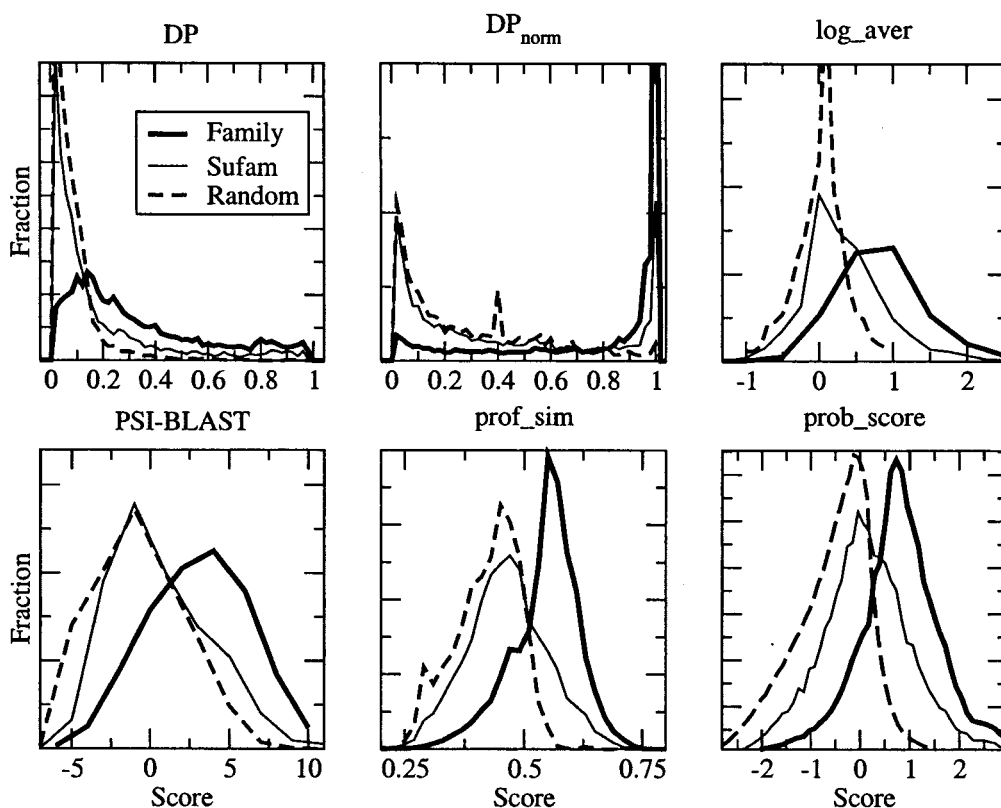 DP
DP_norm
log_aver
Fraction
Family
Sufam
Random
0 0.2 0.4 0.6 0.8 1
0 0.2 0.4 0.6 0.8 1
-1 0 1 2
PSI-BLAST
prof_sim
prob_score
Fraction
-5 0 5 10
0.25 0.5 0.75
-2 -1 0 1 2
Score
Score
Score